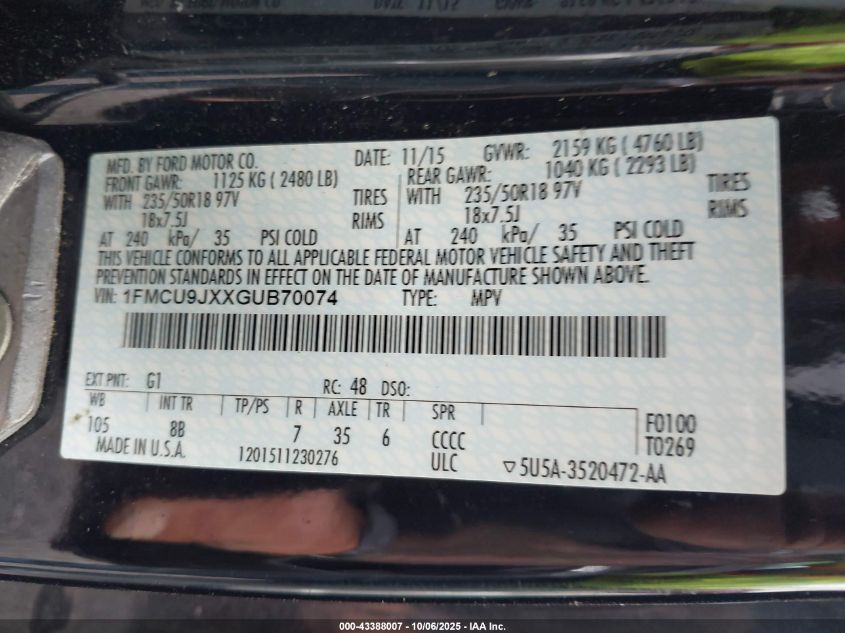 MFD. BY FORD MOTOR CO. DATE: 11/15 GVWR: 2159 KG ( 4760 LB)
FRONT GAWR: 1125 KG ( 2480 LB) REAR GAWR: 1040 KG ( 2293 LB)
WITH 235/50R18 97V TIRES WITH 235/50R18 97V TIRES
18x7.5J RIMS 18x7.5J RIMS
AT 240 kPa/ 35 PSI COLD AT 240 kPa/ 35 PSI COLD
THIS VEHICLE CONFORMS TO ALL APPLICABLE FEDERAL MOTOR VEHICLE SAFETY AND THEFT
PREVENTION STANDARDS IN EFFECT ON THE DATE OF MANUFACTURE SHOWN ABOVE.
VIN: 1FMCU9JXXGUB70074 TYPE: MPV
EXT PNT: G1 RC: 48 DSO:
WB INT TR TP/PS R AXLE TR SPR
105 8B 7 35 6 CCCC F0100
MADE IN U.S.A. 1201511230276 ULC T0269
▽5U5A-3520472-AA
000-43388007 - 10/06/2025 - IAA Inc.